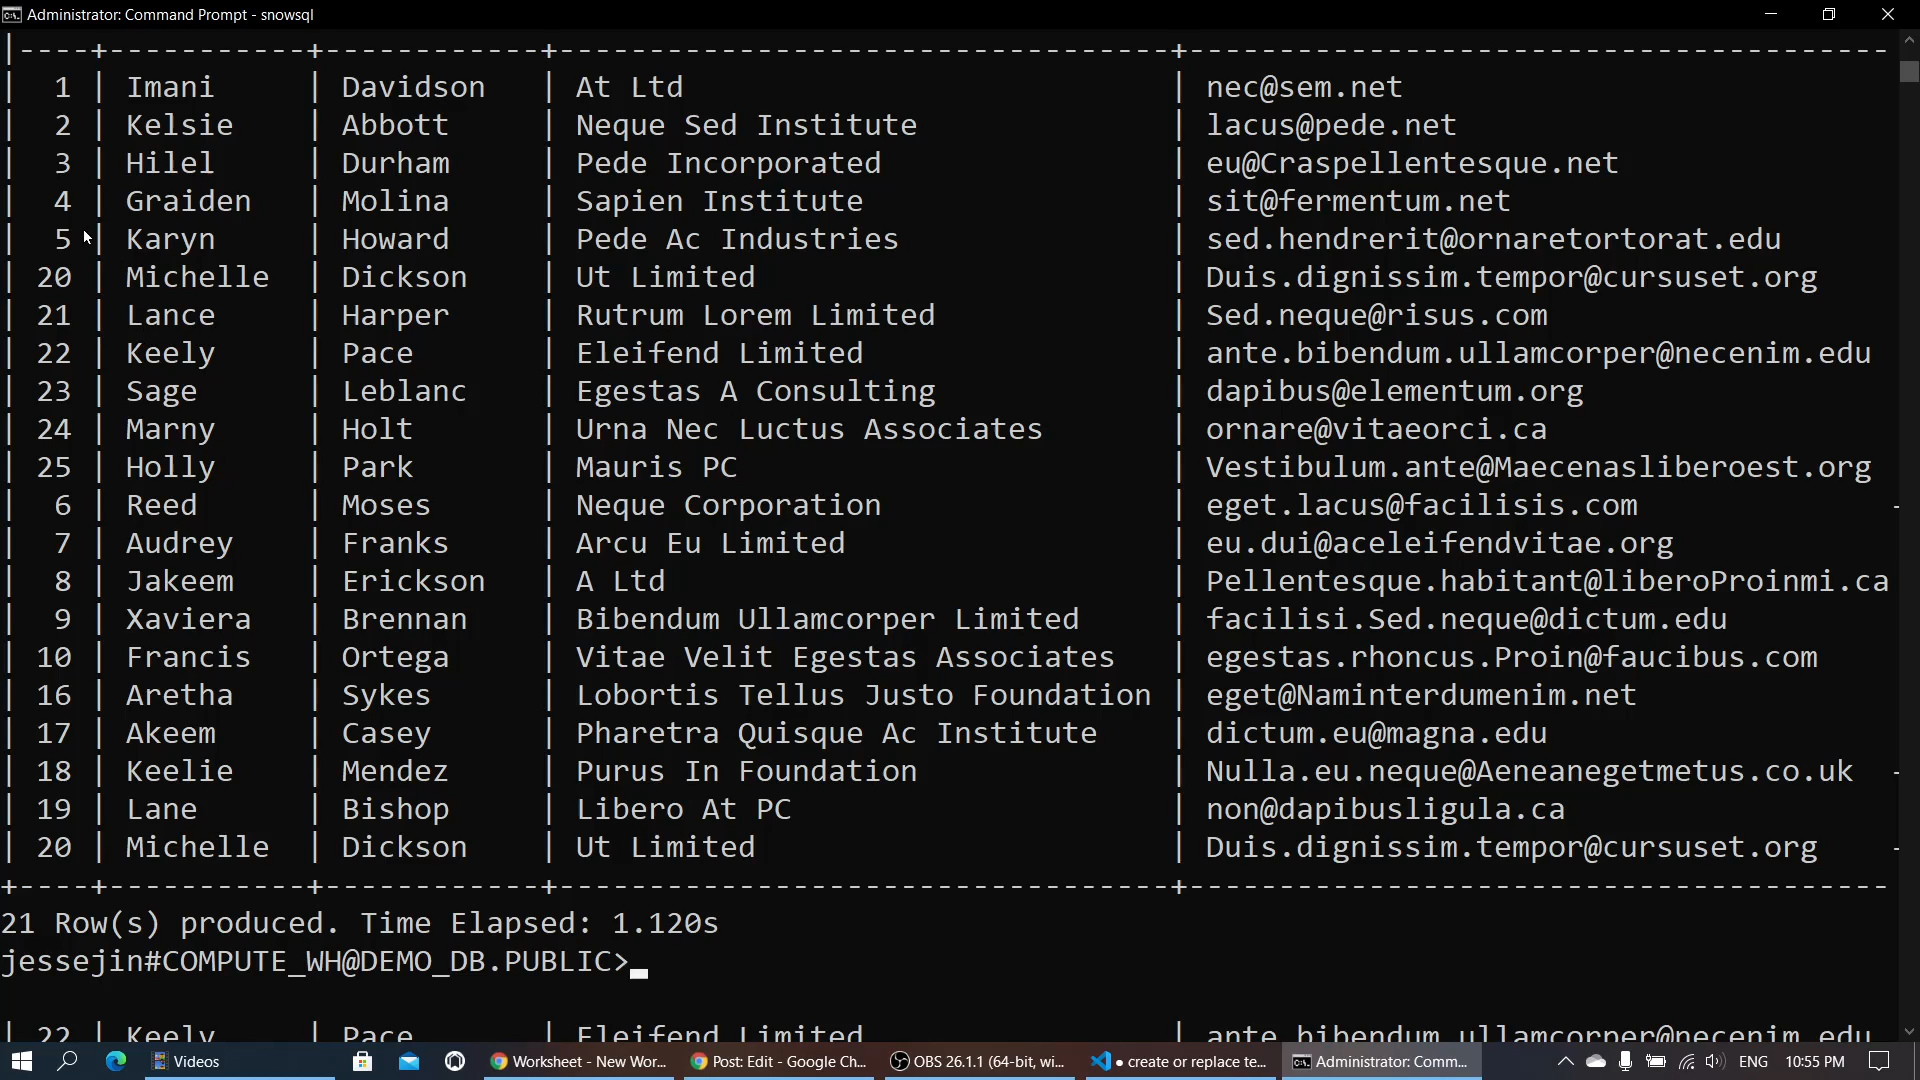 Administrator: Command Prompt - snowsql
|----+-----------+-------------+----------------------------------+---------------------------------------
| 1 | Imani | Davidson | At Ltd | nec@sem.net
| 2 | Kelsie | Abbott | Neque Sed Institute | lacus@pede.net
| 3 | Hilel | Durham | Pede Incorporated | eu@Craspellentesque.net
| 4 | Graiden | Molina | Sapien Institute | sit@fermentum.net
| 5 | Karyn | Howard | Pede Ac Industries | sed.hendrerit@ornaretortorat.edu
| 20 | Michelle | Dickson | Ut Limited | Duis.dignissim.tempor@cursuset.org
| 21 | Lance | Harper | Rutrum Lorem Limited | Sed.neque@risus.com
| 22 | Keely | Pace | Eleifend Limited | ante.bibendum.ullamcorper@necenim.edu
| 23 | Sage | Leblanc | Egestas A Consulting | dapibus@elementum.org
| 24 | Marny | Holt | Urna Nec Luctus Associates | ornare@vitaeorci.ca
| 25 | Holly | Park | Mauris PC | Vestibulum.ante@Maecenasliberoest.org
| 6 | Reed | Moses | Neque Corporation | eget.lacus@facilisis.com -
| 7 | Audrey | Franks | Arcu Eu Limited | eu.dui@aceleifendvitae.org
| 8 | Jakeem | Erickson | A Ltd | Pellentesque.habitant@liberoProinmi.ca
| 9 | Xaviera | Brennan | Bibendum Ullamcorper Limited | facilisi.Sed.neque@dictum.edu
| 10 | Francis | Ortega | Vitae Velit Egestas Associates | egestas.rhoncus.Proin@faucibus.com
| 16 | Aretha | Sykes | Lobortis Tellus Justo Foundation | eget@Naminterdumenim.net
| 17 | Akeem | Casey | Pharetra Quisque Ac Institute | dictum.eu@magna.edu
| 18 | Keelie | Mendez | Purus In Foundation | Nulla.eu.neque@Aeneanegetmetus.co.uk -
| 19 | Lane | Bishop | Libero At PC | non@dapibusligula.ca
| 20 | Michelle | Dickson | Ut Limited | Duis.dignissim.tempor@cursuset.org -
+----+-----------+-------------+----------------------------------+---------------------------------------
21 Row(s) produced. Time Elapsed: 1.120s
jessejin#COMPUTE_WH@DEMO_DB.PUBLIC>
| 22 | Keely | Pace | Eleifend Limited | ante.bibendum.ullamcorper@necenim.edu
Videos Worksheet - New Wor... Post: Edit - Google Ch... OBS 26.1.1 (64-bit, wi... ● create or replace te... Administrator: Comm... ENG 10:55 PM